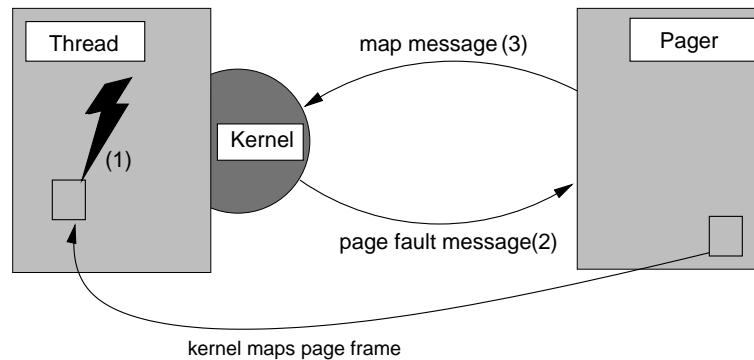 Thread
map message (3)
Pager
Kernel
(1)
page fault message(2)
kernel maps page frame